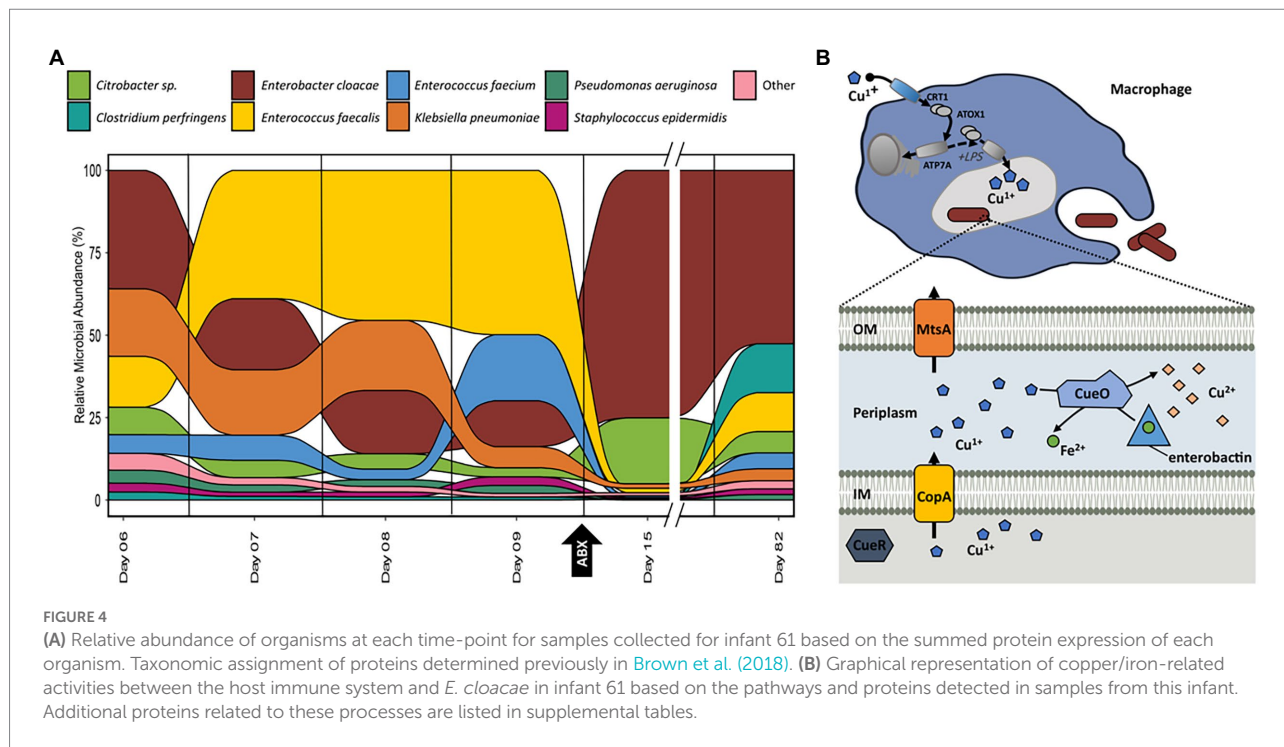 A
Citrobacter sp.
Enterobacter cloacae
Enterococcus faecium
Pseudomonas aeruginosa
Other
Clostridium perfringens
Enterococcus faecalis
Klebsiella pneumoniae
Staphylococcus epidermidis
Relative Microbial Abundance (%)
100
75
50
25
0
Day 06
Day 07
Day 08
Day 09
ABX
Day 15
Day 82
B
Macrophage
Cu1+
CRT1
ATOX1
ATP7A
+LPS
Cu1+
OM
MtsA
Periplasm
CueO
Cu2+
Cu1+
Fe2+
enterobactin
IM
CopA
CueR
Cu1+
FIGURE 4
(A) Relative abundance of organisms at each time-point for samples collected for infant 61 based on the summed protein expression of each
organism. Taxonomic assignment of proteins determined previously in Brown et al. (2018). (B) Graphical representation of copper/iron-related
activities between the host immune system and E. cloacae in infant 61 based on the pathways and proteins detected in samples from this infant.
Additional proteins related to these processes are listed in supplemental tables.